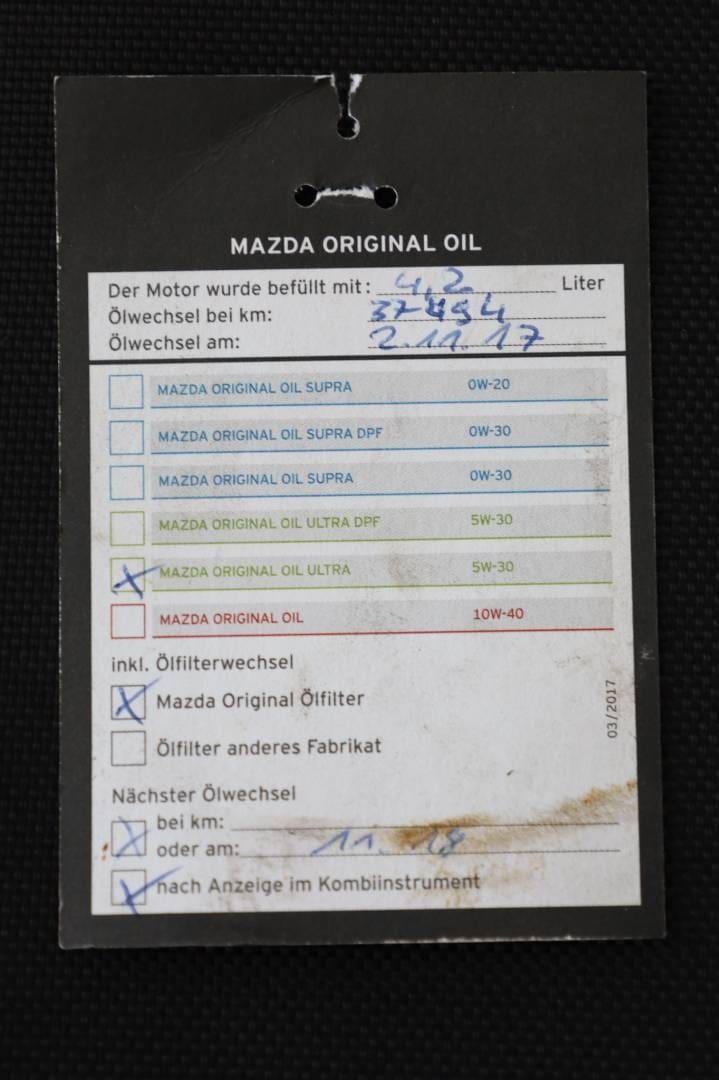 MAZDA ORIGINAL OIL
Der Motor wurde befüllt mit: 4,2 Liter
Ölwechsel bei km: 37494
Ölwechsel am: 2.11.17
MAZDA ORIGINAL OIL SUPRA 0W-20
MAZDA ORIGINAL OIL SUPRA DPF 0W-30
MAZDA ORIGINAL OIL SUPRA 0W-30
MAZDA ORIGINAL OIL ULTRA DPF 5W-30
X MAZDA ORIGINAL OIL ULTRA 5W-30
MAZDA ORIGINAL OIL 10W-40
inkl. Ölfilterwechsel
X Mazda Original Ölfilter
Ölfilter anderes Fabrikat
03/2017
Nächster Ölwechsel
bei km:
X oder am: 11.18
X nach Anzeige im Kombiinstrument